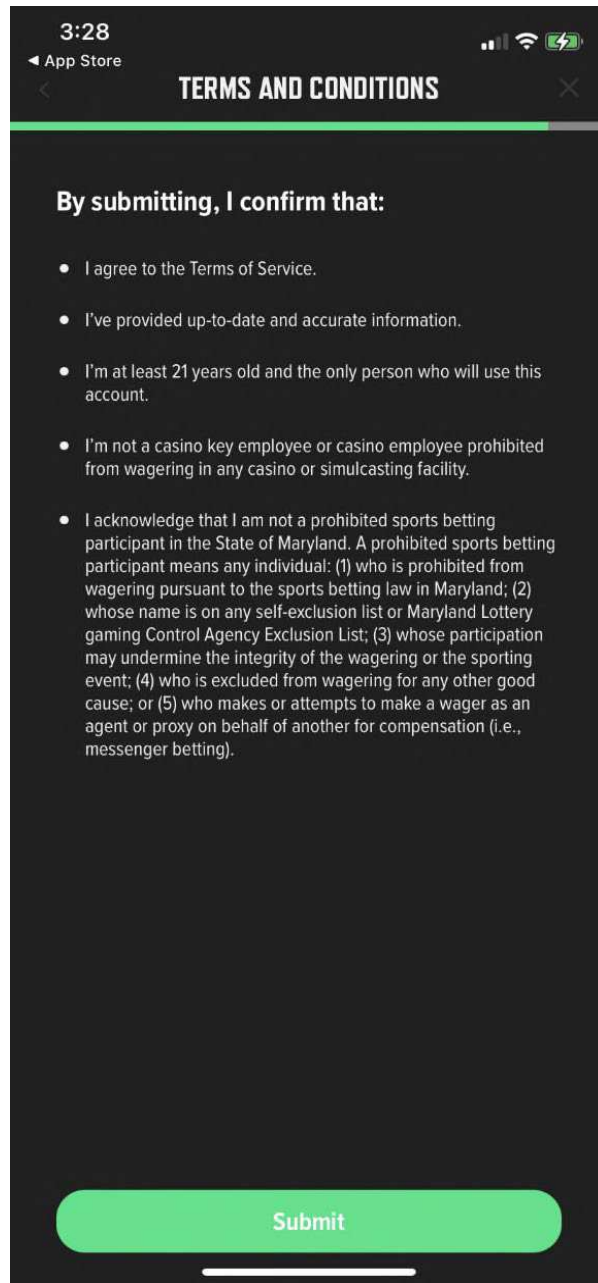 3:28
◀ App Store
TERMS AND CONDITIONS
By submitting, I confirm that:
• I agree to the Terms of Service.
• I've provided up-to-date and accurate information.
• I'm at least 21 years old and the only person who will use this
account.
• I'm not a casino key employee or casino employee prohibited
from wagering in any casino or simulcasting facility.
• I acknowledge that I am not a prohibited sports betting
participant in the State of Maryland. A prohibited sports betting
participant means any individual: (1) who is prohibited from
wagering pursuant to the sports betting law in Maryland; (2)
whose name is on any self-exclusion list or Maryland Lottery
gaming Control Agency Exclusion List; (3) whose participation
may undermine the integrity of the wagering or the sporting
event; (4) who is excluded from wagering for any other good
cause; or (5) who makes or attempts to make a wager as an
agent or proxy on behalf of another for compensation (i.e.,
messenger betting).
Submit